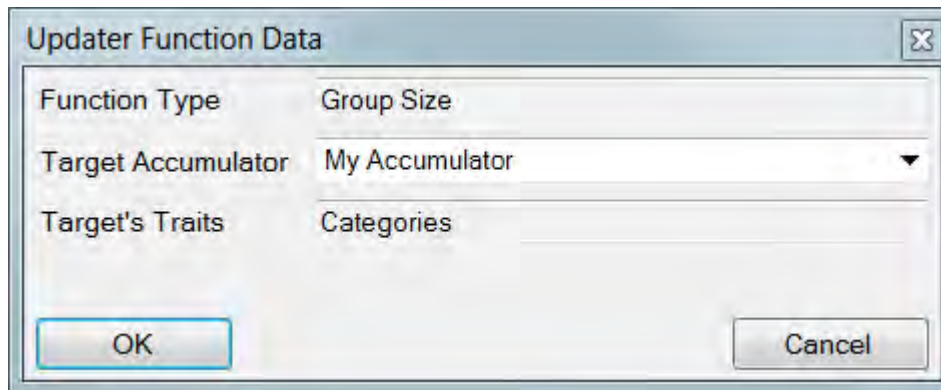 Updater Function Data
Function Type Group Size
Target Accumulator My Accumulator
Target's Traits Categories
OK Cancel